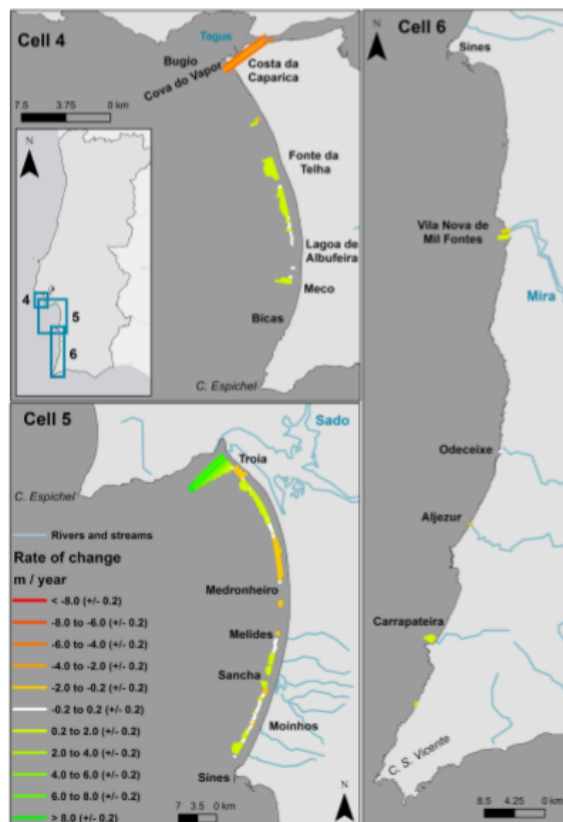 Cell 4
Tagus
Bugio
Cova do Vapor
Costa da
Caparica
7.5 3.75 0 km
N
Fonte da
Telha
Lagoa de
Albufeira
Meco
Bicas
C. Espichel
4
5
6
Cell 6
N
Sines
Vila Nova de
Mil Fontes
Mira
Odeceixe
Aljezur
Carrapateira
C. S. Vicente
8.5 4.25 0 km
Cell 5
Sado
Troia
C. Espichel
Rivers and streams
Rate of change
m / year
< -8.0 (+/- 0.2)
-8.0 to -6.0 (+/- 0.2)
-6.0 to -4.0 (+/- 0.2)
-4.0 to -2.0 (+/- 0.2)
-2.0 to -0.2 (+/- 0.2)
-0.2 to 0.2 (+/- 0.2)
0.2 to 2.0 (+/- 0.2)
2.0 to 4.0 (+/- 0.2)
4.0 to 6.0 (+/- 0.2)
6.0 to 8.0 (+/- 0.2)
> 8.0 (+/- 0.2)
Medronheiro
Melides
Sancha
Moinhos
Sines
N
7 3.5 0 km